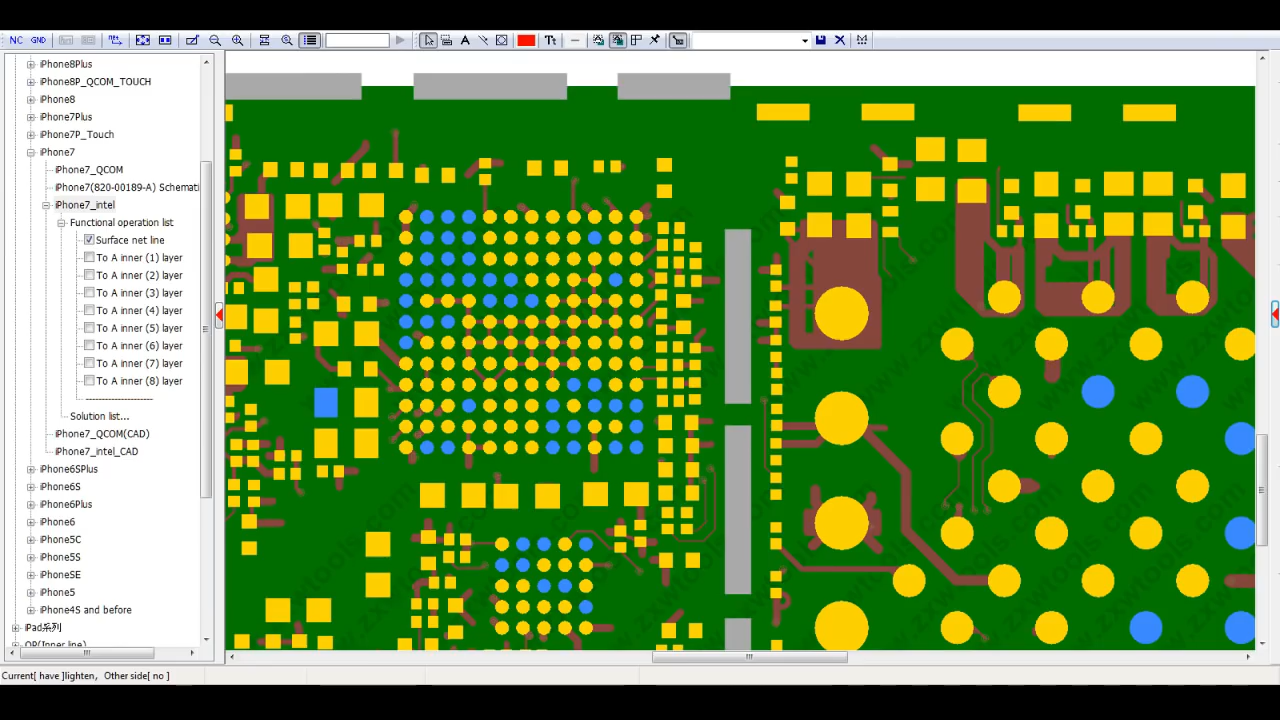 NC GND
A Tt
iPhone8Plus
iPhone8P_QCOM_TOUCH
iPhone8
iPhone7Plus
iPhone7P_Touch
iPhone7
iPhone7_QCOM
iPhone7(820-00189-A) Schemati
iPhone7_intel
Functional operation list
Surface net line
To A inner (1) layer
To A inner (2) layer
To A inner (3) layer
To A inner (4) layer
To A inner (5) layer
To A inner (6) layer
To A inner (7) layer
To A inner (8) layer
--------------------
Solution list...
iPhone7_QCOM(CAD)
iPhone7_intel_CAD
iPhone6SPlus
iPhone6S
iPhone6Plus
iPhone6
iPhone5C
iPhone5S
iPhoneSE
iPhone5
iPhone4S and before
iPad系列
OP(Inner line)
Current[ have ]lighten, Other side[ no ]